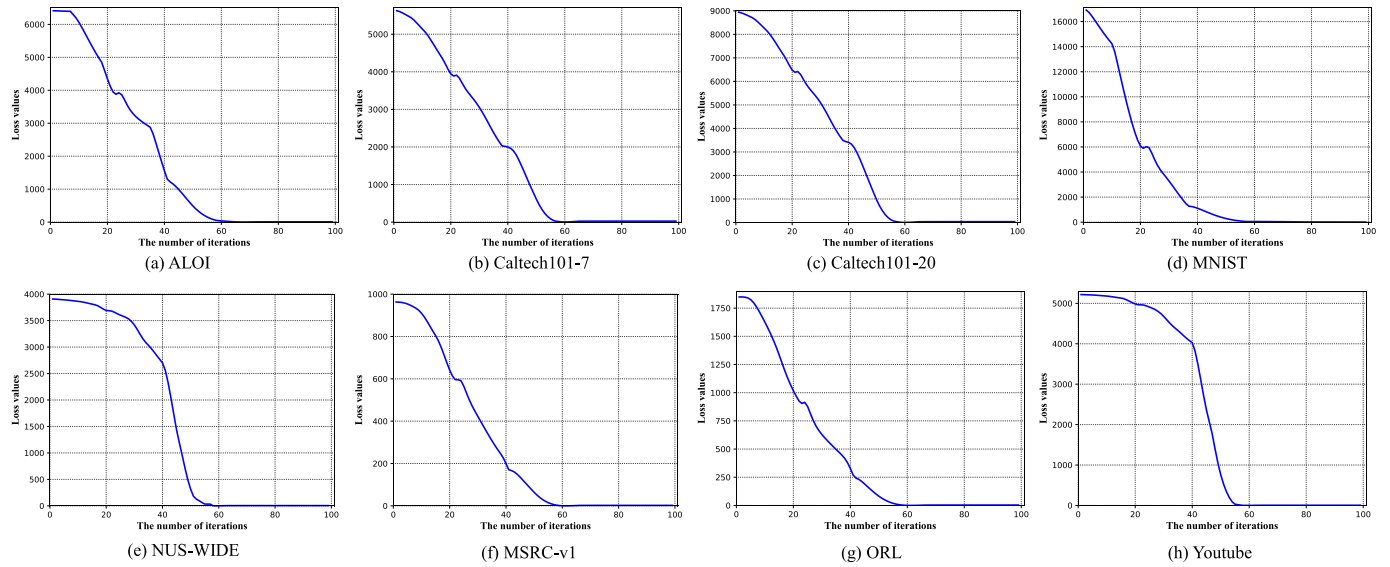 6000
5000
4000
3000
2000
1000
0
Loss values
0 20 40 60 80 100
The number of iterations
(a) ALOI
5000
4000
3000
2000
1000
0
Loss values
0 20 40 60 80 100
The number of iterations
(b) Caltech101-7
9000
8000
7000
6000
5000
4000
3000
2000
1000
0
Loss values
0 20 40 60 80 100
The number of iterations
(c) Caltech101-20
16000
14000
12000
10000
8000
6000
4000
2000
0
Loss values
0 20 40 60 80 100
The number of iterations
(d) MNIST
4000
3500
3000
2500
2000
1500
1000
500
0
Loss values
0 20 40 60 80 100
The number of iterations
(e) NUS-WIDE
1000
800
600
400
200
0
Loss values
0 20 40 60 80 100
The number of iterations
(f) MSRC-v1
1750
1500
1250
1000
750
500
250
0
Loss values
0 20 40 60 80 100
The number of iterations
(g) ORL
5000
4000
3000
2000
1000
0
Loss values
0 20 40 60 80 100
The number of iterations
(h) Youtube